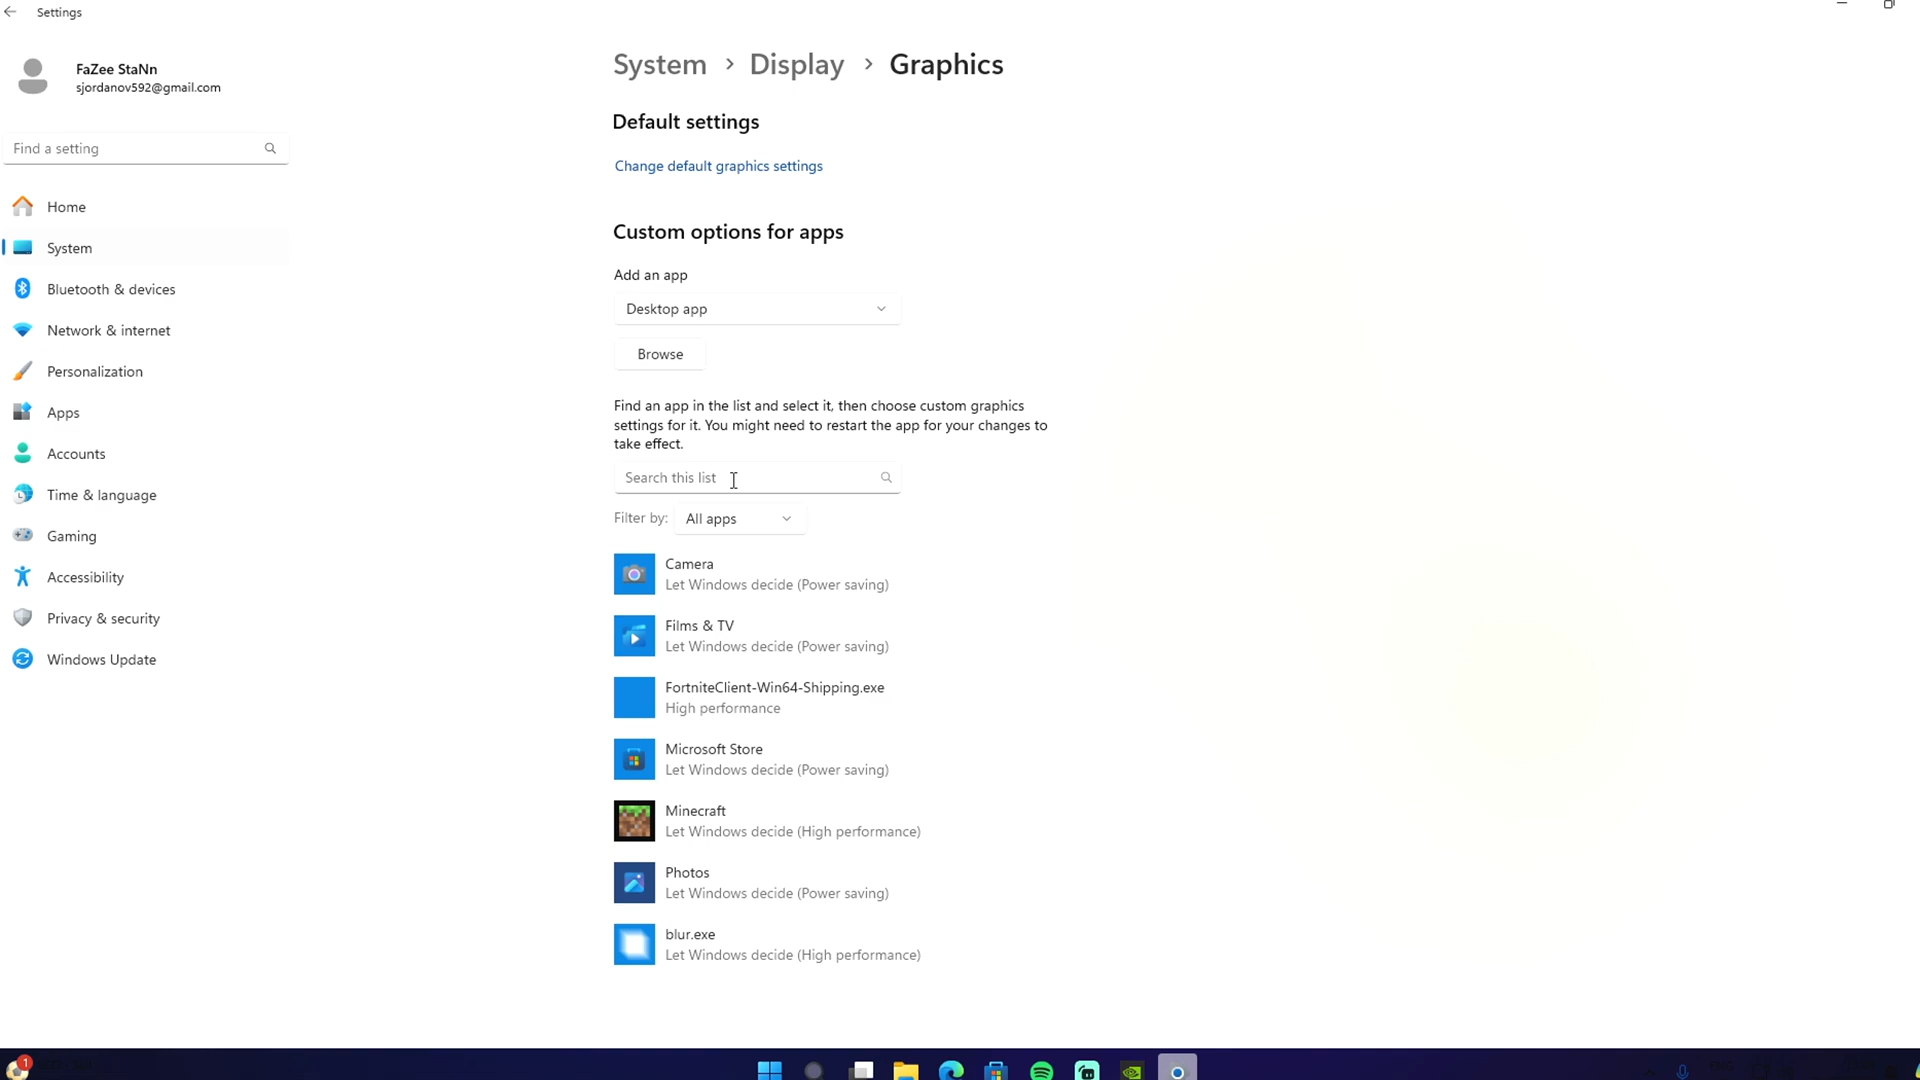 Settings
FaZee StaNn
sjordanov592@gmail.com
Find a setting
Home
System
Bluetooth & devices
Network & internet
Personalization
Apps
Accounts
Time & language
Gaming
Accessibility
Privacy & security
Windows Update
System > Display > Graphics
Default settings
Change default graphics settings
Custom options for apps
Add an app
Desktop app
Browse
Find an app in the list and select it, then choose custom graphics
settings for it. You might need to restart the app for your changes to
take effect.
Search this list
Filter by: All apps
Camera
Let Windows decide (Power saving)
Films & TV
Let Windows decide (Power saving)
FortniteClient-Win64-Shipping.exe
High performance
Microsoft Store
Let Windows decide (Power saving)
Minecraft
Let Windows decide (High performance)
Photos
Let Windows decide (Power saving)
blur.exe
Let Windows decide (High performance)
1